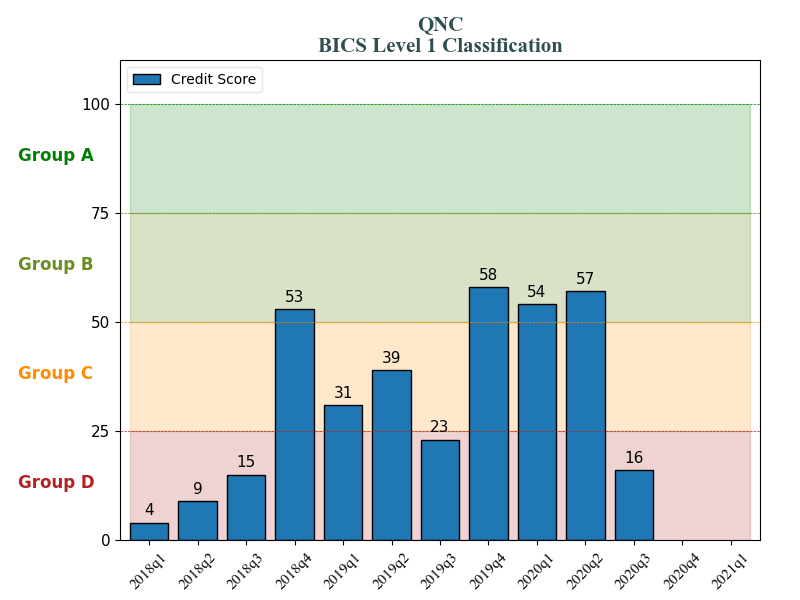 QNC
BICS Level 1 Classification
Credit Score
100
Group A
75
Group B
58
57
54
53
50
39
Group C
31
25
23
16
15
Group D
9
4
0
2018q1 2018q2 2018q3 2018q4 2019q1 2019q2 2019q3 2019q4 2020q1 2020q2 2020q3 2020q4 2021q1